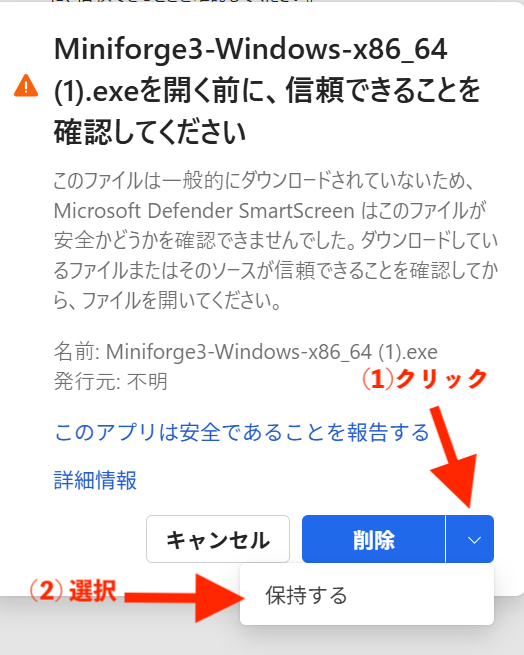 Miniforge3-Windows-x86_64
(1).exeを開く前に、信頼できることを
確認してください
このファイルは一般的にダウンロードされていないため、
Microsoft Defender SmartScreen はこのファイルが
安全かどうかを確認できませんでした。ダウンロードしてい
るファイルまたはそのソースが信頼できることを確認してか
ら、ファイルを開いてください。
名前: Miniforge3-Windows-x86_64 (1).exe
発行元: 不明
(1)クリック
このアプリは安全であることを報告する
詳細情報
キャンセル
削除
(2) 選択
保持する